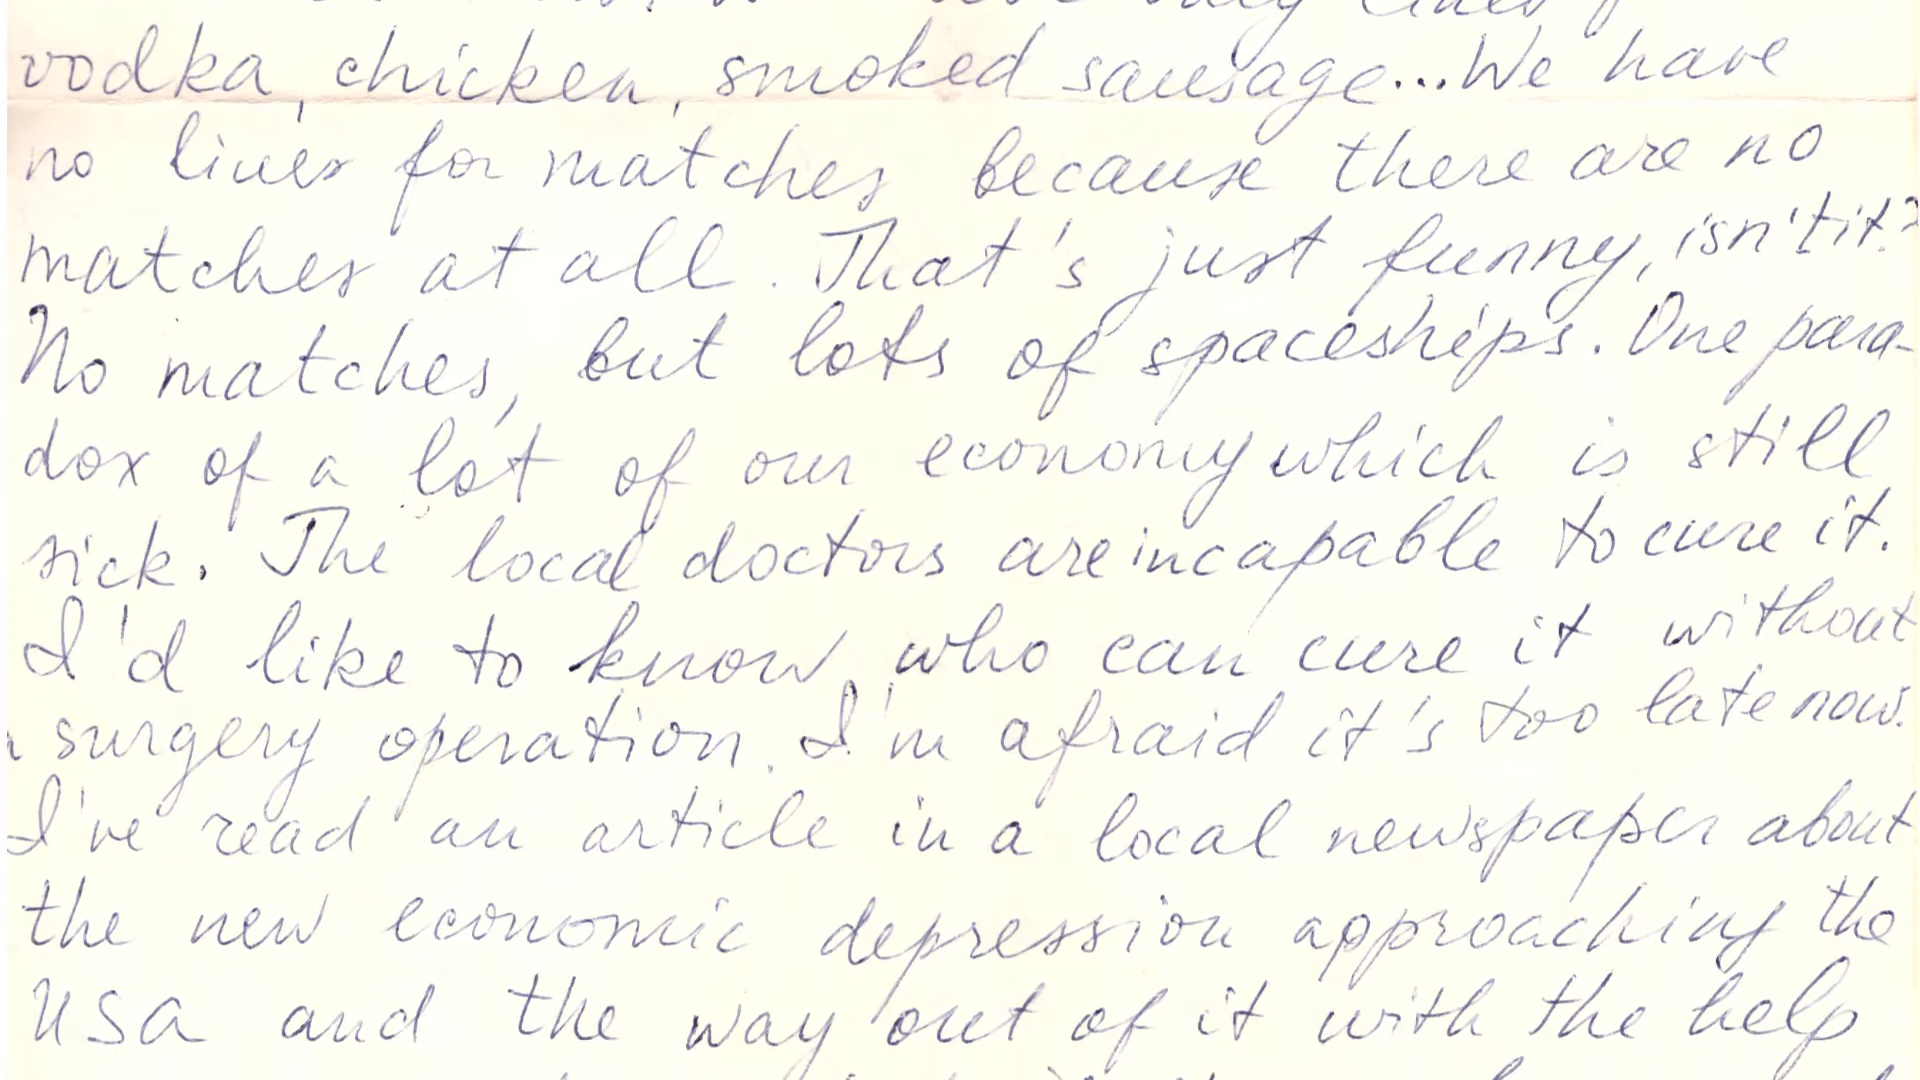 vodka, chicken, smoked sausage...We have
no lines for matches because there are no
matches at all. That's just funny, isn't it?
No matches, but lots of spaceships. One para-
dox of a lot of our economy which is still
sick. The local doctors are incapable to cure it.
I'd like to know, who can cure it without
a surgery operation. I'm afraid it's too late now.
I've read an article in a local newspaper about
the new economic depression approaching the
USA and the way out of it with the help